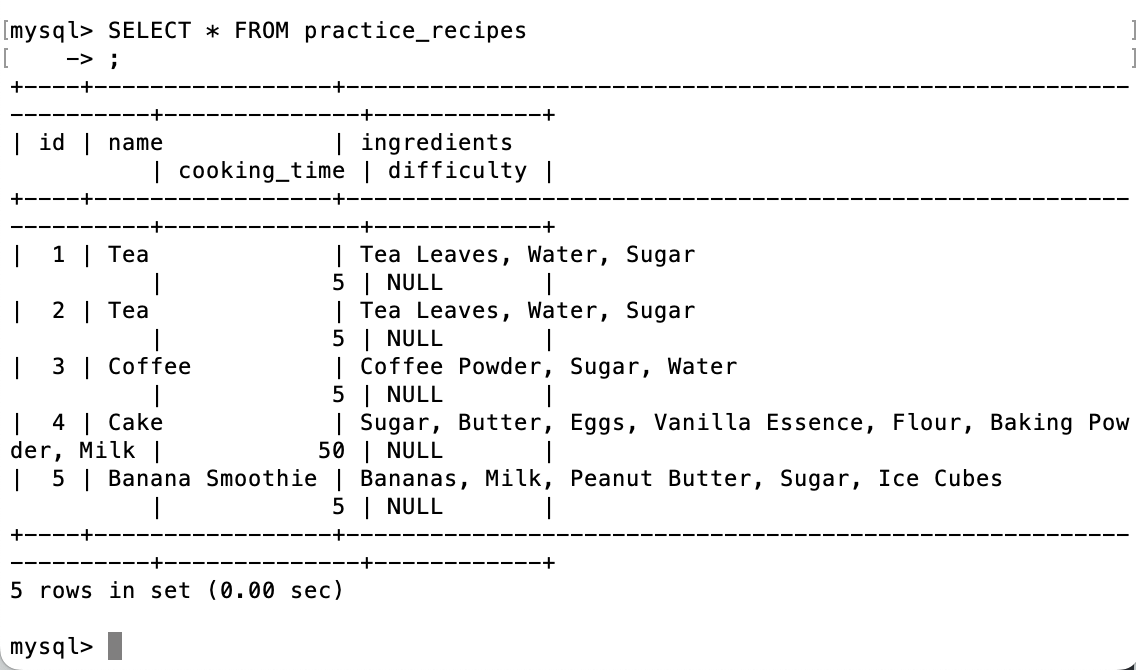 [mysql> SELECT * FROM practice_recipes ]
[    -> ; ]
+----+-----------------+--------------------------------------------------------
----------+--------------+------------+
| id | name            | ingredients
          | cooking_time | difficulty |
+----+-----------------+--------------------------------------------------------
----------+--------------+------------+
|  1 | Tea             | Tea Leaves, Water, Sugar
          |            5 | NULL       |
|  2 | Tea             | Tea Leaves, Water, Sugar
          |            5 | NULL       |
|  3 | Coffee          | Coffee Powder, Sugar, Water
          |            5 | NULL       |
|  4 | Cake            | Sugar, Butter, Eggs, Vanilla Essence, Flour, Baking Pow
der, Milk |           50 | NULL       |
|  5 | Banana Smoothie | Bananas, Milk, Peanut Butter, Sugar, Ice Cubes
          |            5 | NULL       |
+----+-----------------+--------------------------------------------------------
----------+--------------+------------+
5 rows in set (0.00 sec)

mysql>